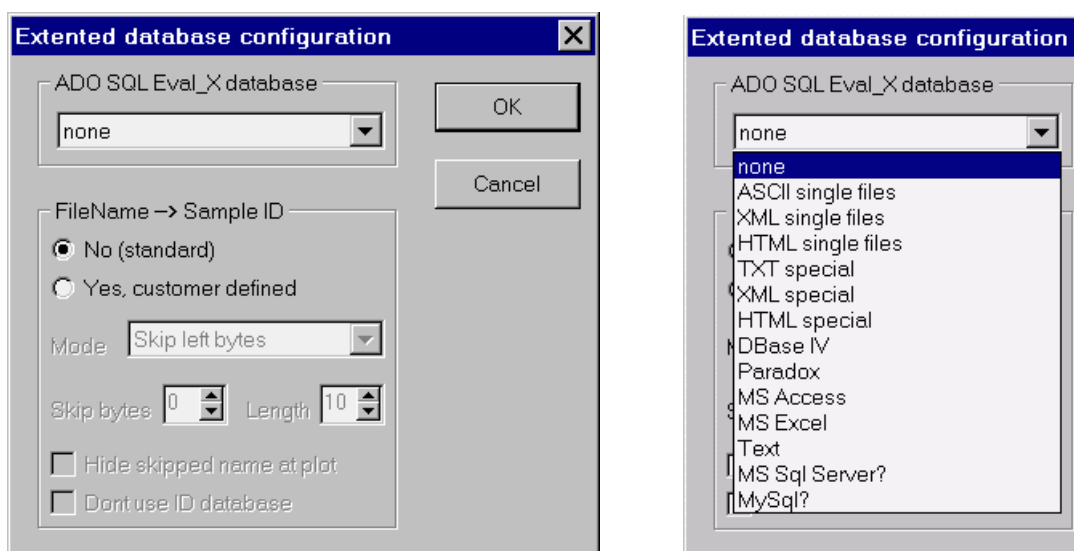 Extented database configuration
ADO SQL Eval_X database
none
OK
Cancel
FileName --> Sample ID
No (standard)
Yes, customer defined
Mode Skip left bytes
Skip bytes 0 Length 10
Hide skipped name at plot
Dont use ID database
Extented database configuration
ADO SQL Eval_X database
none
none
ASCII single files
XML single files
HTML single files
TXT special
XML special
HTML special
DBase IV
Paradox
MS Access
MS Excel
Text
MS Sql Server?
MySql?